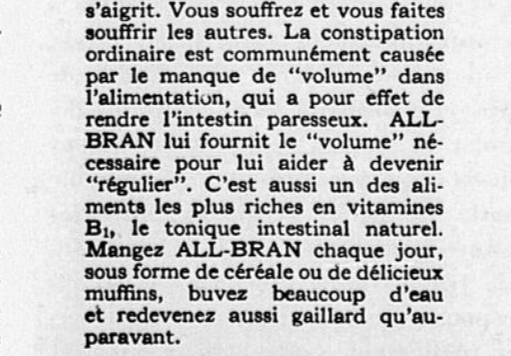 s'aigrit. Vous souffrez et vous faites
souffrir les autres. La constipation
ordinaire est communément causée
par le manque de “volume” dans
l'alimentation, qui a pour effet de
rendre l'intestin paresseux. ALL-
BRAN lui fournit le “volume” né-
cessaire pour lui aider à devenir
“régulier”. C'est aussi un des ali-
ments les plus riches en vitamines
B₁, le tonique intestinal naturel.
Mangez ALL-BRAN chaque jour,
sous forme de céréale ou de délicieux
muffins, buvez beaucoup d'eau
et redevenez aussi gaillard qu'au-
paravant.